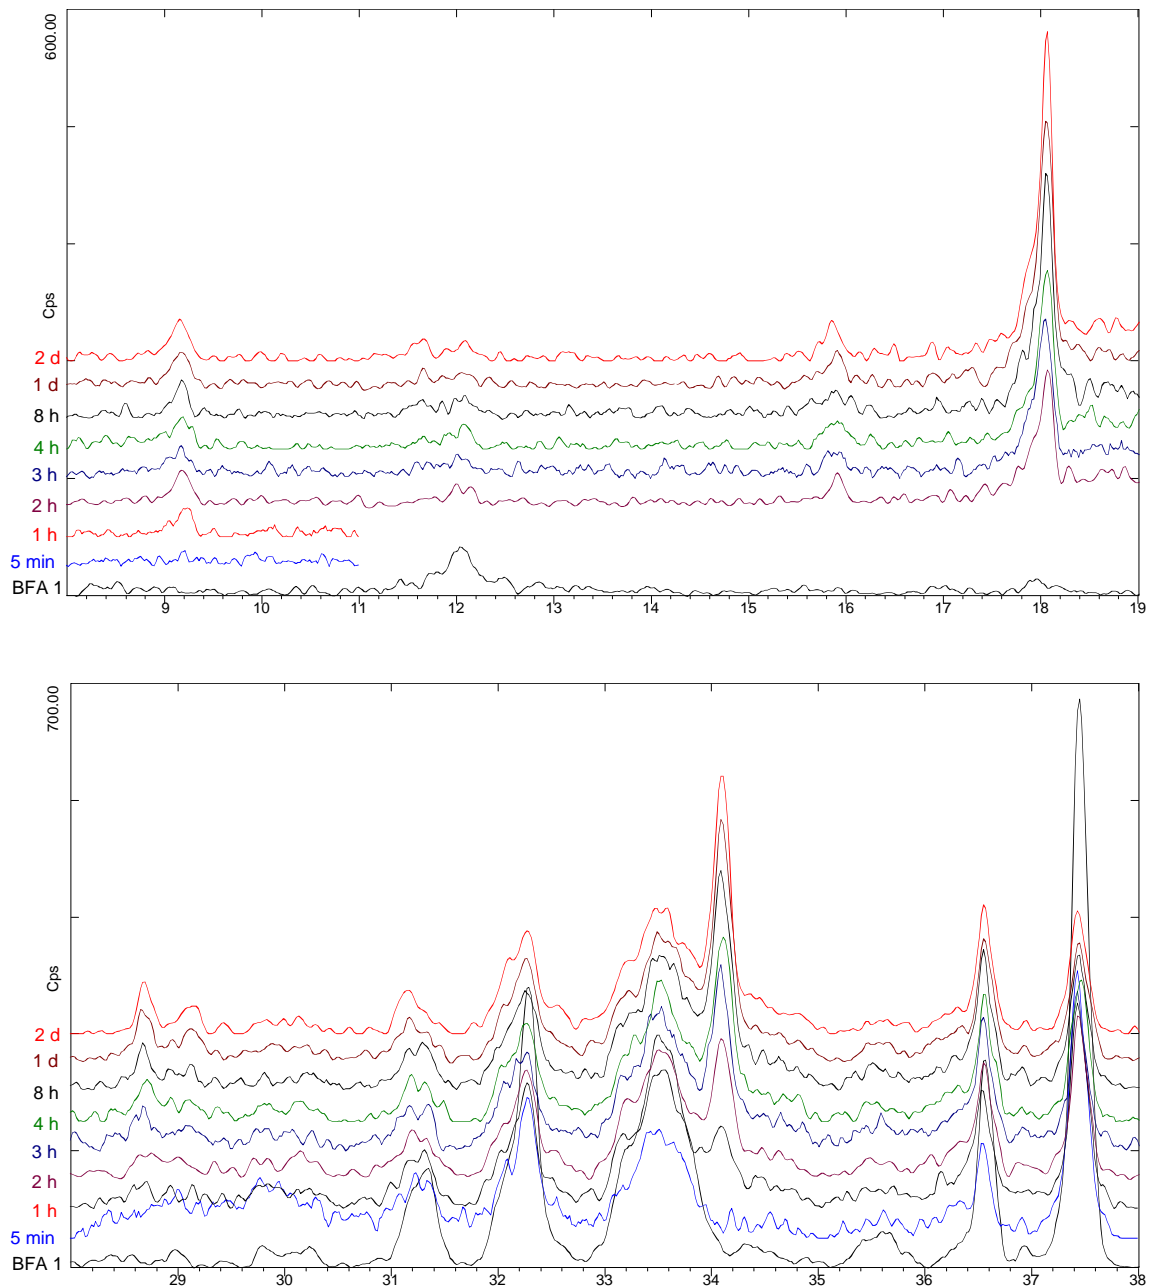 600.00
Cps
2 d
1 d
8 h
4 h
3 h
2 h
1 h
5 min
BFA 1
9 10 11 12 13 14 15 16 17 18 19
700.00
Cps
2 d
1 d
8 h
4 h
3 h
2 h
1 h
5 min
BFA 1
29 30 31 32 33 34 35 36 37 38